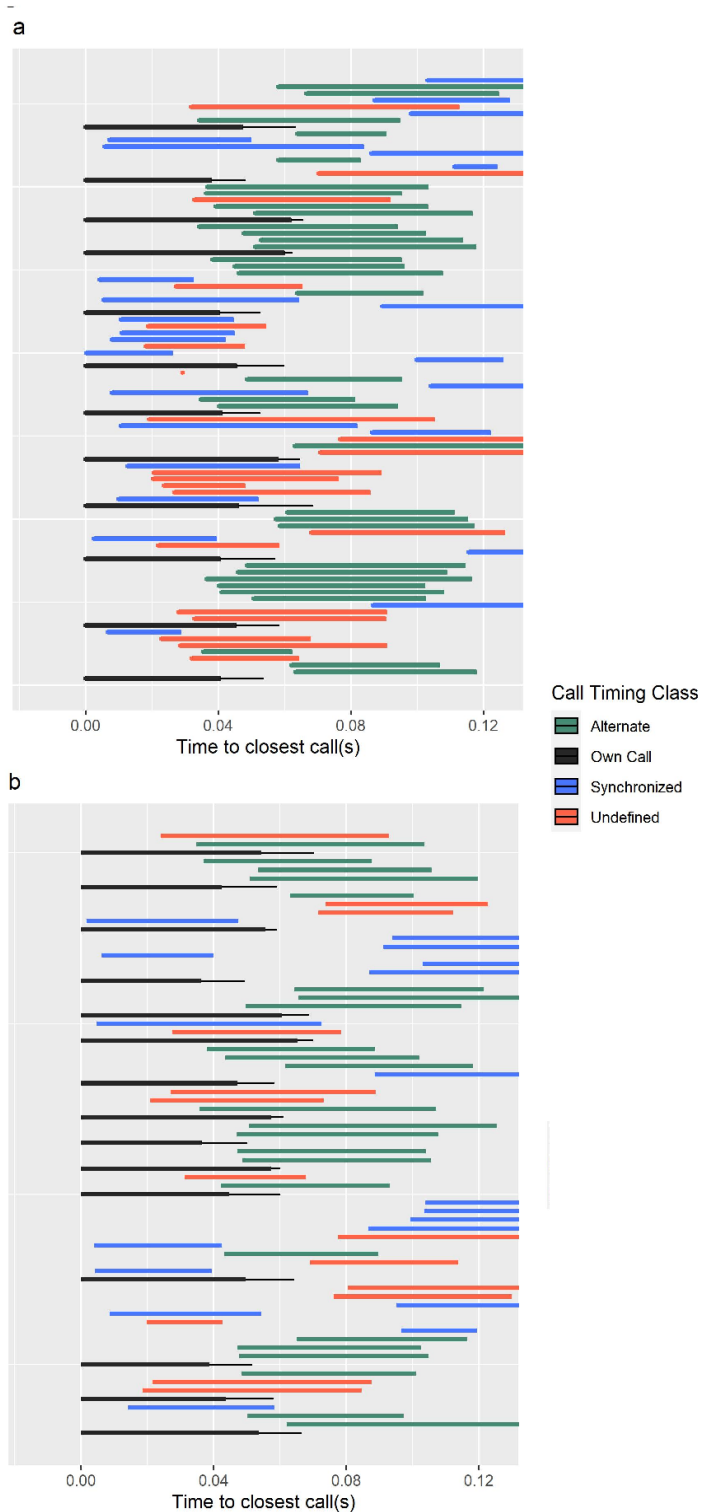 a
0.00 0.04 0.08 0.12
Time to closest call(s)
Call Timing Class
Alternate
Own Call
Synchronized
Undefined
b
0.00 0.04 0.08 0.12
Time to closest call(s)